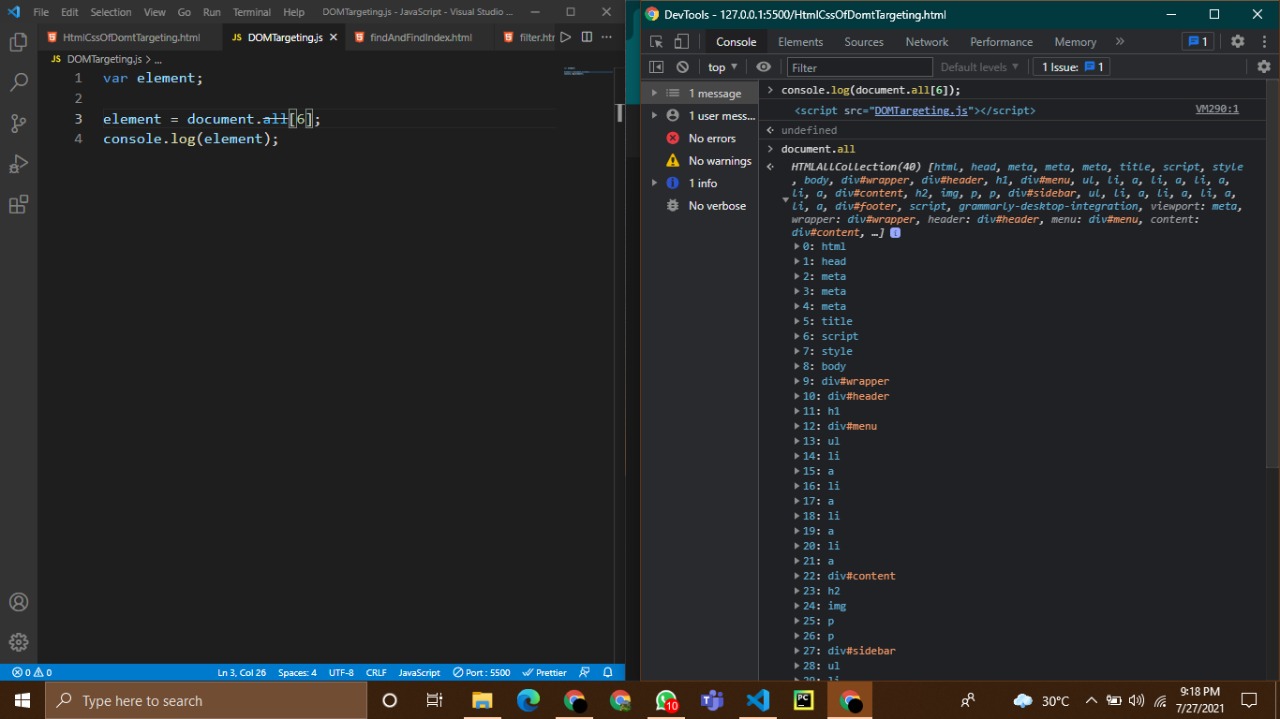 File Edit Selection View Go Run Terminal Help DOMTargeting.js - JavaScript - Visual Studio ...
HtmlCssOfDomtTargeting.html DOMTargeting.js findAndFindIndex.html filter.htr
DOMTargeting.js > ...
1 var element;
2
3 element = document.all[6];
4 console.log(element);
0 0 Ln 3, Col 26 Spaces: 4 UTF-8 CRLF JavaScript Port : 5500 Prettier
DevTools - 127.0.0.1:5500/HtmlCssOfDomtTargeting.html
Console Elements Sources Network Performance Memory » 1
top Filter Default levels 1 Issue: 1
1 message
1 user mess...
No errors
No warnings
1 info
No verbose
console.log(document.all[6]);
<script src="DOMTargeting.js"></script> VM290:1
undefined
document.all
HTMLAllCollection(40) [html, head, meta, meta, meta, title, script, style
, body, div#wrapper, div#header, h1, div#menu, ul, li, a, li, a, li, a,
li, a, div#content, h2, img, p, p, div#sidebar, ul, li, a, li, a, li, a,
li, a, div#footer, script, grammarly-desktop-integration, viewport: meta,
wrapper: div#wrapper, header: div#header, menu: div#menu, content:
div#content, …] i
0: html
1: head
2: meta
3: meta
4: meta
5: title
6: script
7: style
8: body
9: div#wrapper
10: div#header
11: h1
12: div#menu
13: ul
14: li
15: a
16: li
17: a
18: li
19: a
20: li
21: a
22: div#content
23: h2
24: img
25: p
26: p
27: div#sidebar
28: ul
29: li
Type here to search 10 PC 30°C 9:18 PM
7/27/2021